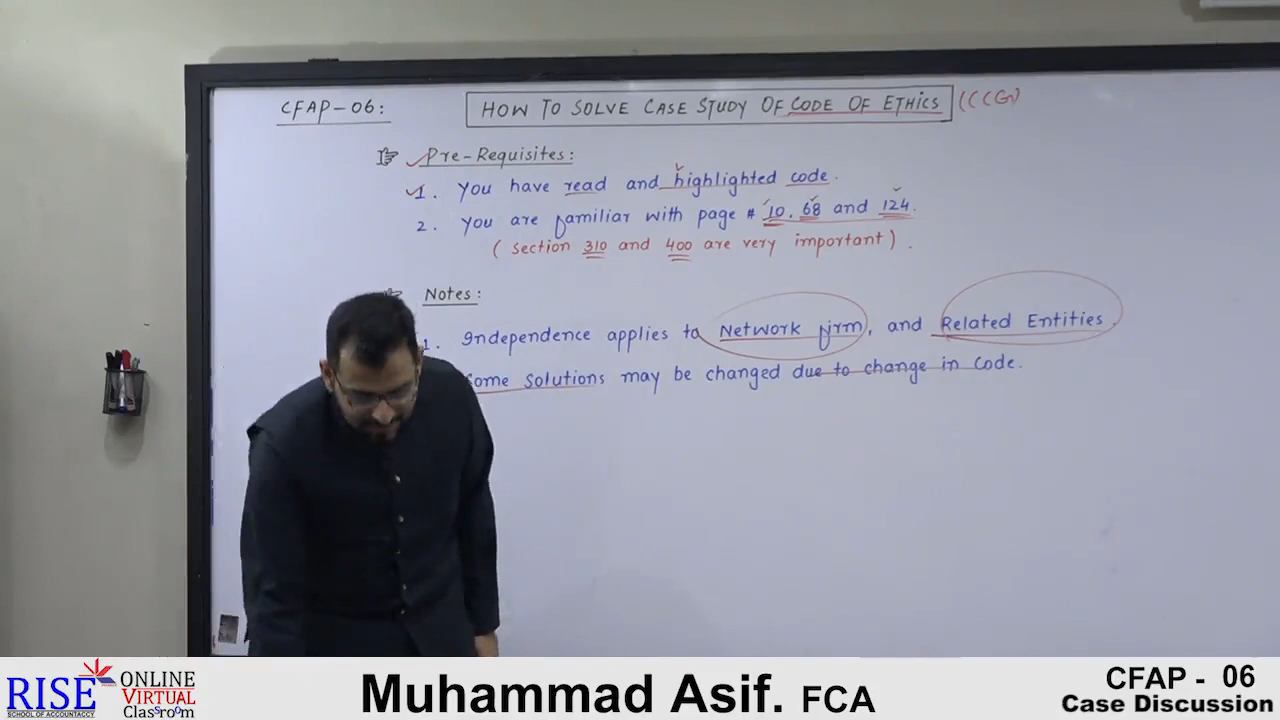 CFAP-06:
HOW TO SOLVE CASE STUDY OF CODE OF ETHICS
Pre-Requisites:
1. You have read and highlighted code.
2. You are familiar with page # 10, 68 and 124.
( section 310 and 400 are very important ).
Notes:
1. Independence applies to Network firm, and Related Entities.
some solutions may be changed due to change in code.
RISE
SCHOOL OF ACCOUNTANCY
ONLINE
VIRTUAL
Classroom
Muhammad Asif. FCA
CFAP - 06
Case Discussion